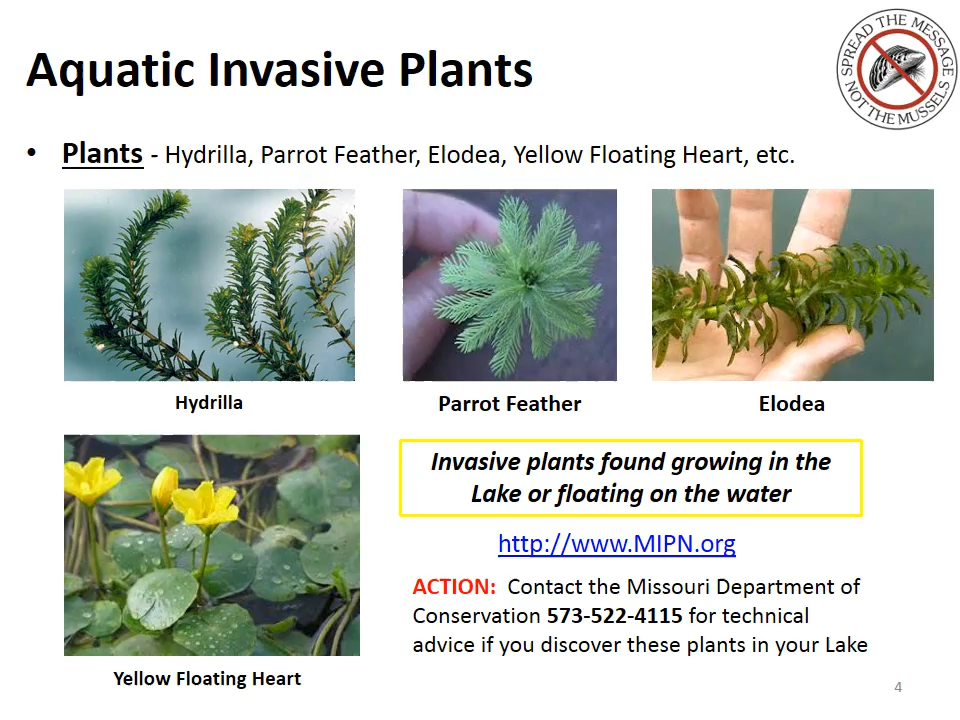 Aquatic Invasive Plants
SPREAD THE MESSAGE
NOT THE MUSSELS
• Plants - Hydrilla, Parrot Feather, Elodea, Yellow Floating Heart, etc.
Hydrilla
Parrot Feather
Elodea
Invasive plants found growing in the
Lake or floating on the water
http://www.MIPN.org
ACTION: Contact the Missouri Department of
Conservation 573-522-4115 for technical
advice if you discover these plants in your Lake
Yellow Floating Heart
4